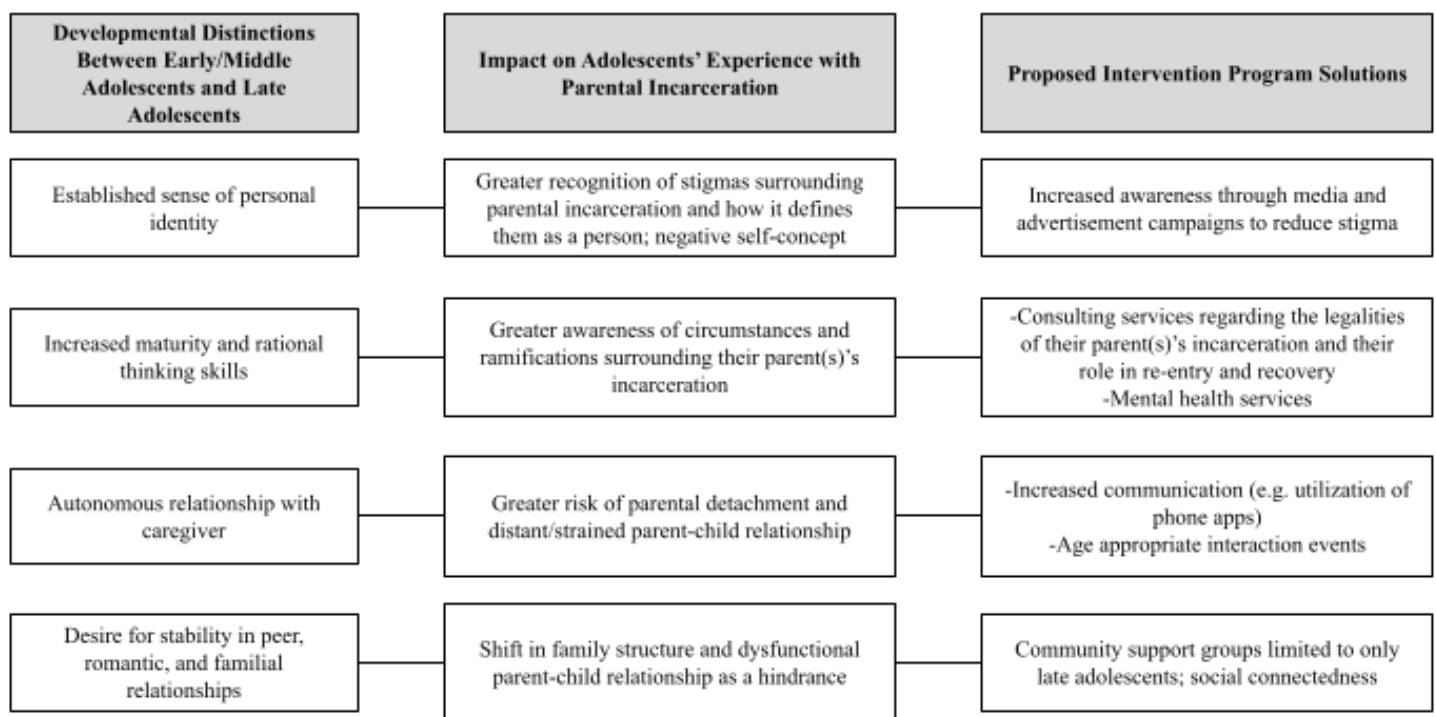 Developmental Distinctions
Between Early/Middle
Adolescents and Late
Adolescents
Impact on Adolescents’ Experience with
Parental Incarceration
Proposed Intervention Program Solutions
Established sense of personal
identity
Greater recognition of stigmas surrounding
parental incarceration and how it defines
them as a person; negative self-concept
Increased awareness through media and
advertisement campaigns to reduce stigma
Increased maturity and rational
thinking skills
Greater awareness of circumstances and
ramifications surrounding their parent(s)’s
incarceration
-Consulting services regarding the legalities
of their parent(s)’s incarceration and their
role in re-entry and recovery
-Mental health services
Autonomous relationship with
caregiver
Greater risk of parental detachment and
distant/strained parent-child relationship
-Increased communication (e.g. utilization of
phone apps)
-Age appropriate interaction events
Desire for stability in peer,
romantic, and familial
relationships
Shift in family structure and dysfunctional
parent-child relationship as a hindrance
Community support groups limited to only
late adolescents; social connectedness